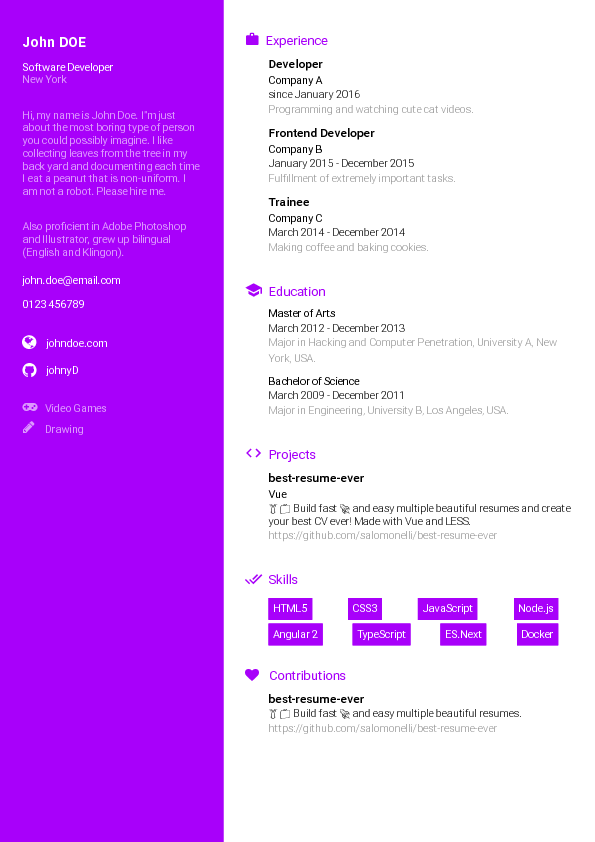 John DOE
Software Developer
New York
Hi, my name is John Doe. I'm just
about the most boring type of person
you could possibly imagine. I like
collecting leaves from the tree in my
back yard and documenting each time
I eat a peanut that is non-uniform. I
am not a robot. Please hire me.
Also proficient in Adobe Photoshop
and Illustrator, grew up bilingual
(English and Klingon).
john.doe@email.com
0123 456789
johndoe.com
johnyD
Video Games
Drawing
Experience
Developer
Company A
since January 2016
Programming and watching cute cat videos.
Frontend Developer
Company B
January 2015 - December 2015
Fulfillment of extremely important tasks.
Trainee
Company C
March 2014 - December 2014
Making coffee and baking cookies.
Education
Master of Arts
March 2012 - December 2013
Major in Hacking and Computer Penetration, University A, New
York, USA.
Bachelor of Science
March 2009 - December 2011
Major in Engineering, University B, Los Angeles, USA.
Projects
best-resume-ever
Vue
👔 📋 Build fast 🚀 and easy multiple beautiful resumes and create
your best CV ever! Made with Vue and LESS.
https://github.com/salomonelli/best-resume-ever
Skills
HTML5 CSS3 JavaScript Node.js
Angular 2 TypeScript ES.Next Docker
Contributions
best-resume-ever
👔 📋 Build fast 🚀 and easy multiple beautiful resumes.
https://github.com/salomonelli/best-resume-ever